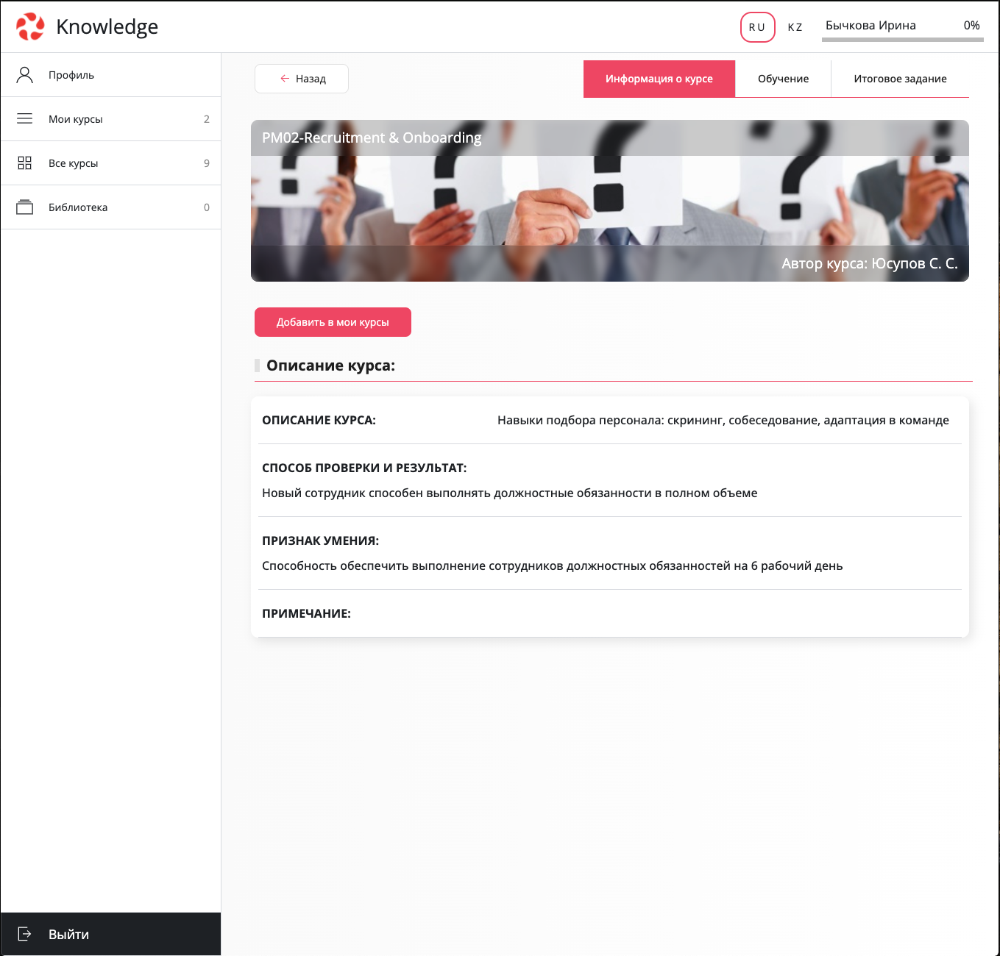 Knowledge
RU
KZ
Бычкова Ирина
0%
Профиль
Мои курсы
2
Все курсы
9
Библиотека
0
Выйти
← Назад
Информация о курсе
Обучение
Итоговое задание
PM02-Recruitment & Onboarding
? ? ? ? ?
Автор курса: Юсупов С. С.
Добавить в мои курсы
Описание курса:
ОПИСАНИЕ КУРСА:
Навыки подбора персонала: скрининг, собеседование, адаптация в команде
СПОСОБ ПРОВЕРКИ И РЕЗУЛЬТАТ:
Новый сотрудник способен выполнять должностные обязанности в полном объеме
ПРИЗНАК УМЕНИЯ:
Способность обеспечить выполнение сотрудников должностных обязанностей на 6 рабочий день
ПРИМЕЧАНИЕ: